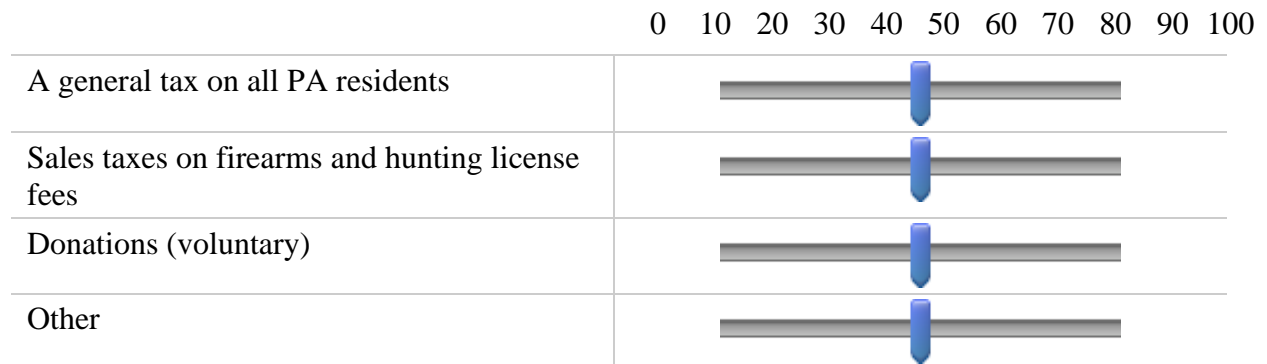 0 10 20 30 40 50 60 70 80 90 100
A general tax on all PA residents
Sales taxes on firearms and hunting license
fees
Donations (voluntary)
Other